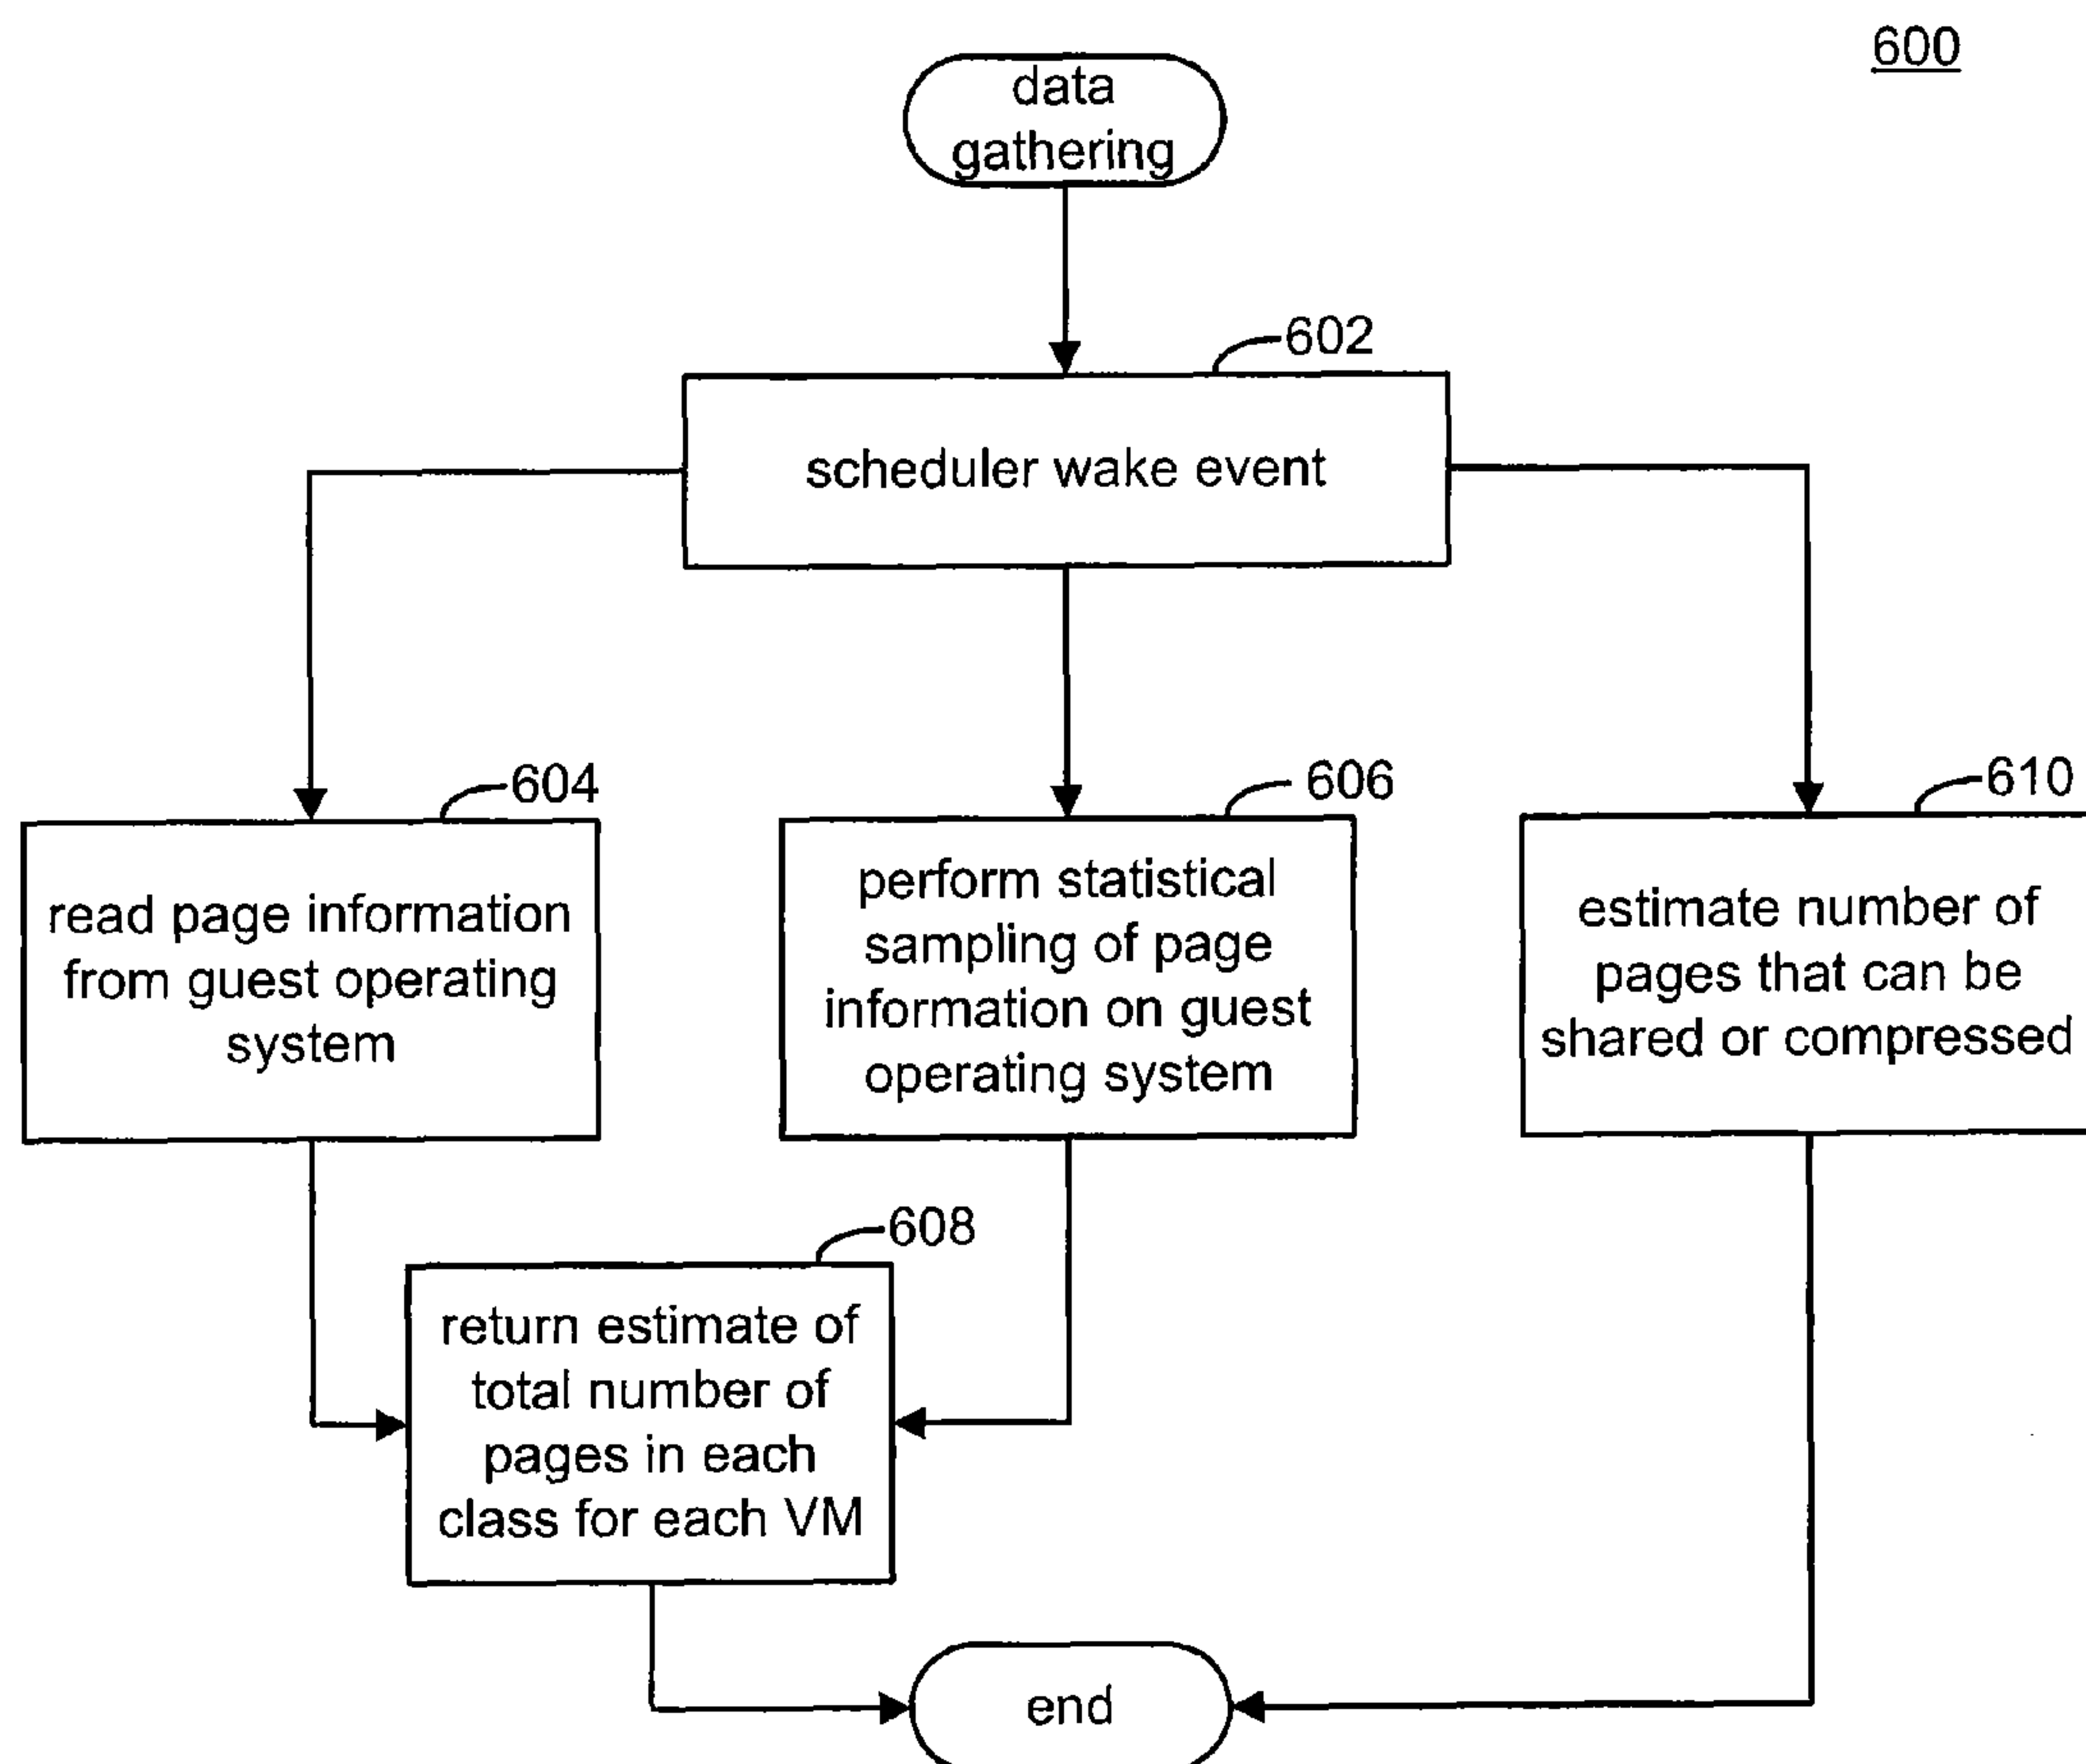 600
data
gathering
602
scheduler wake event
604
606
610
read page information
from guest operating
system
perform statistical
sampling of page
information on guest
operating system
estimate number of
pages that can be
shared or compressed
608
return estimate of
total number of
pages in each
class for each VM
end